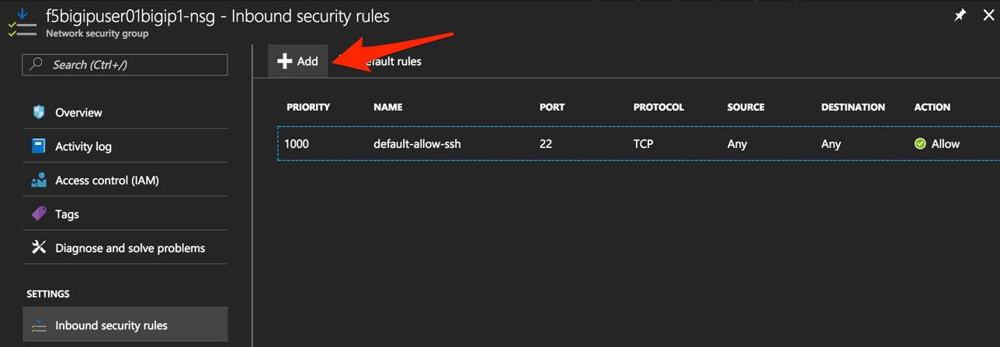 f5bigipuser01bigip1-nsg - Inbound security rules
Network security group
Search (Ctrl+/)
Add
rules
Overview
Activity log
Access control (IAM)
Tags
Diagnose and solve problems
SETTINGS
Inbound security rules
PRIORITY NAME PORT PROTOCOL SOURCE DESTINATION ACTION
1000 default-allow-ssh 22 TCP Any Any Allow